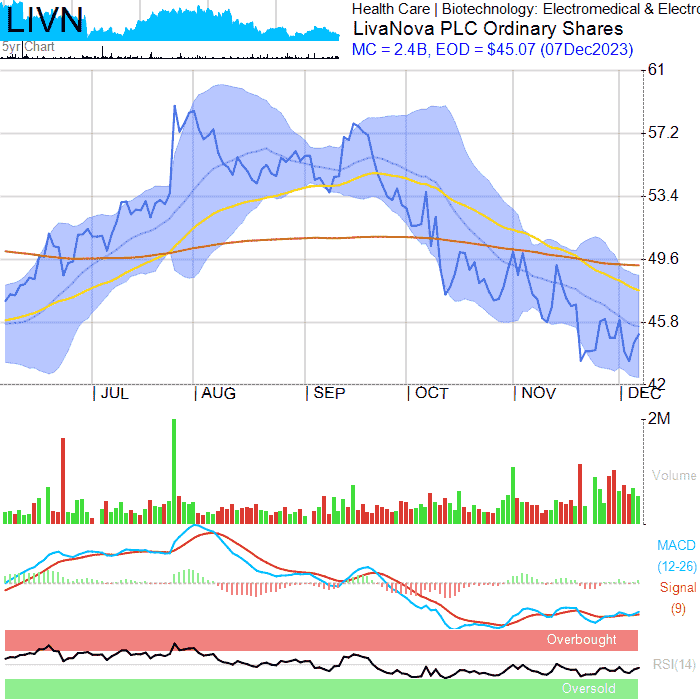 LIVN
5yr Chart
Health Care | Biotechnology: Electromedical & Electro
LivaNova PLC Ordinary Shares
MC = 2.4B, EOD = $45.07 (07Dec2023)
61
57.2
53.4
49.6
45.8
42
| JUL | AUG | SEP | OCT | NOV | DEC
2M
Volume
MACD
(12-26)
Signal
(9)
Overbought
RSI(14)
Oversold